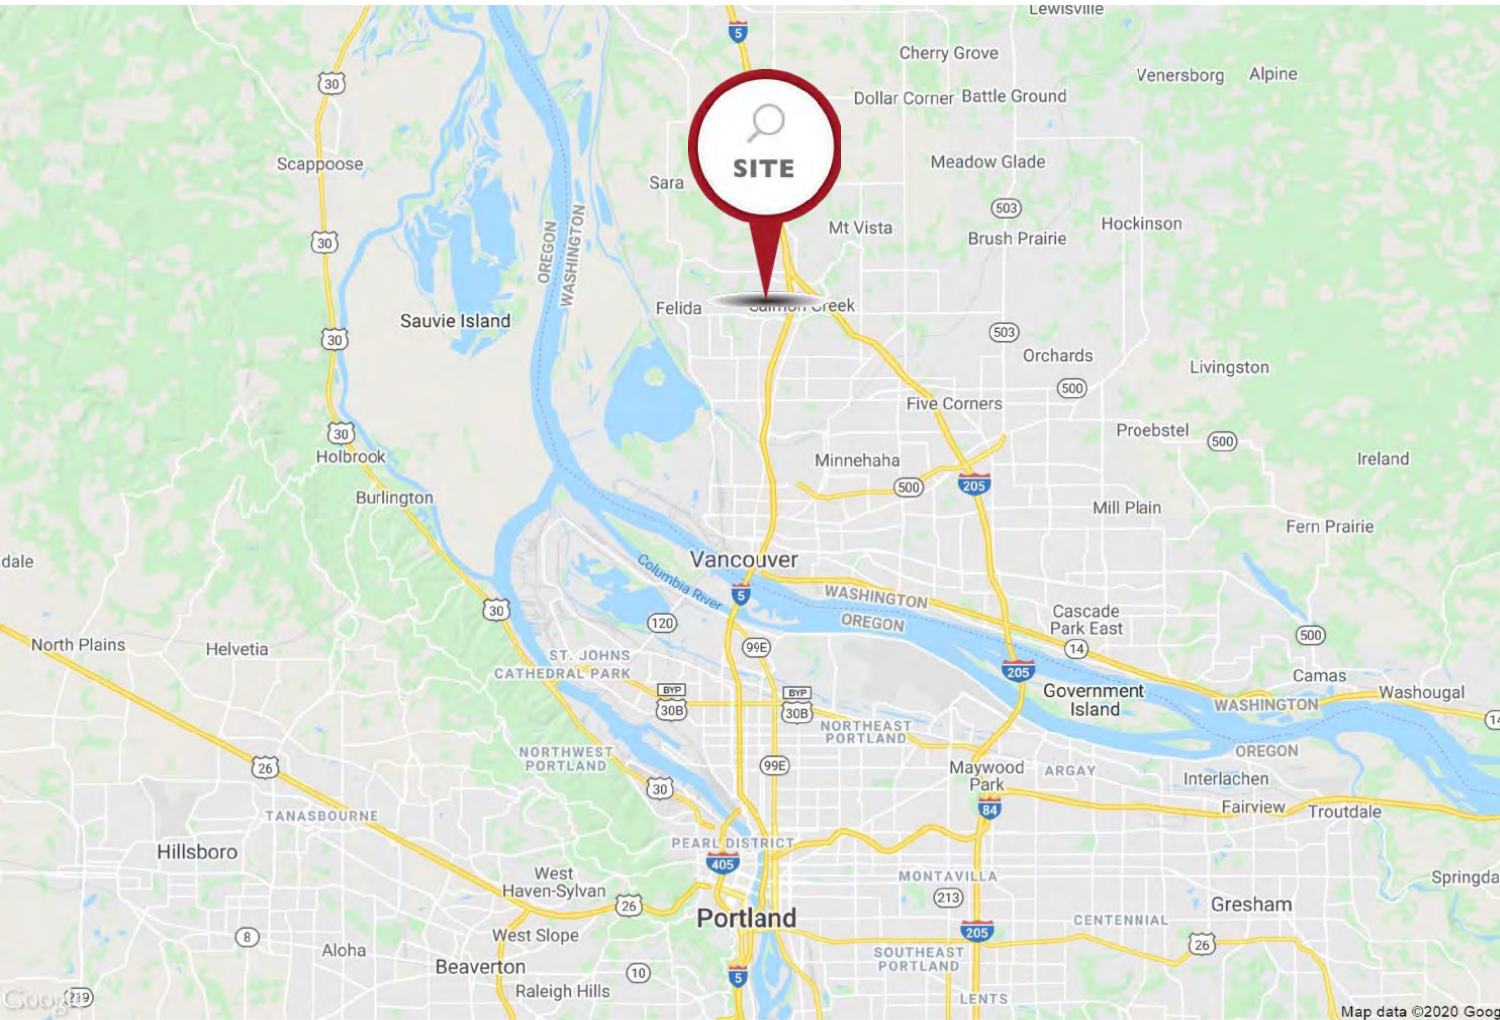 Lewisville
5
Cherry Grove
Venersborg
Alpine
30
Dollar Corner
Battle Ground
SITE
Scappoose
Meadow Glade
Sara
503
Mt Vista
Hockinson
30
OREGON
WASHINGTON
Brush Prairie
Felida
Salmon Creek
Sauvie Island
30
503
Orchards
Livingston
500
Five Corners
30
Proebstel
500
Holbrook
Minnehaha
Ireland
205
500
Burlington
Mill Plain
Fern Prairie
dale
Vancouver
Columbia River
5
WASHINGTON
OREGON
30
120
Cascade
Park East
500
North Plains
Helvetia
99E
14
ST. JOHNS
CATHEDRAL PARK
205
Camas
BYP
30B
BYP
30B
Government
Island
Washougal
WASHINGTON
14
NORTHEAST
PORTLAND
OREGON
NORTHWEST
PORTLAND
26
99E
Maywood
Park
ARGAY
Interlachen
30
84
Fairview
Troutdale
TANASBOURNE
PEARL DISTRICT
Hillsboro
405
West
Haven-Sylvan
MONTAVILLA
Springda
213
26
Portland
Gresham
CENTENNIAL
8
West Slope
205
26
Aloha
SOUTHEAST
PORTLAND
Beaverton
10
5
Raleigh Hills
Google
219
LENTS
Map data ©2020 Goog